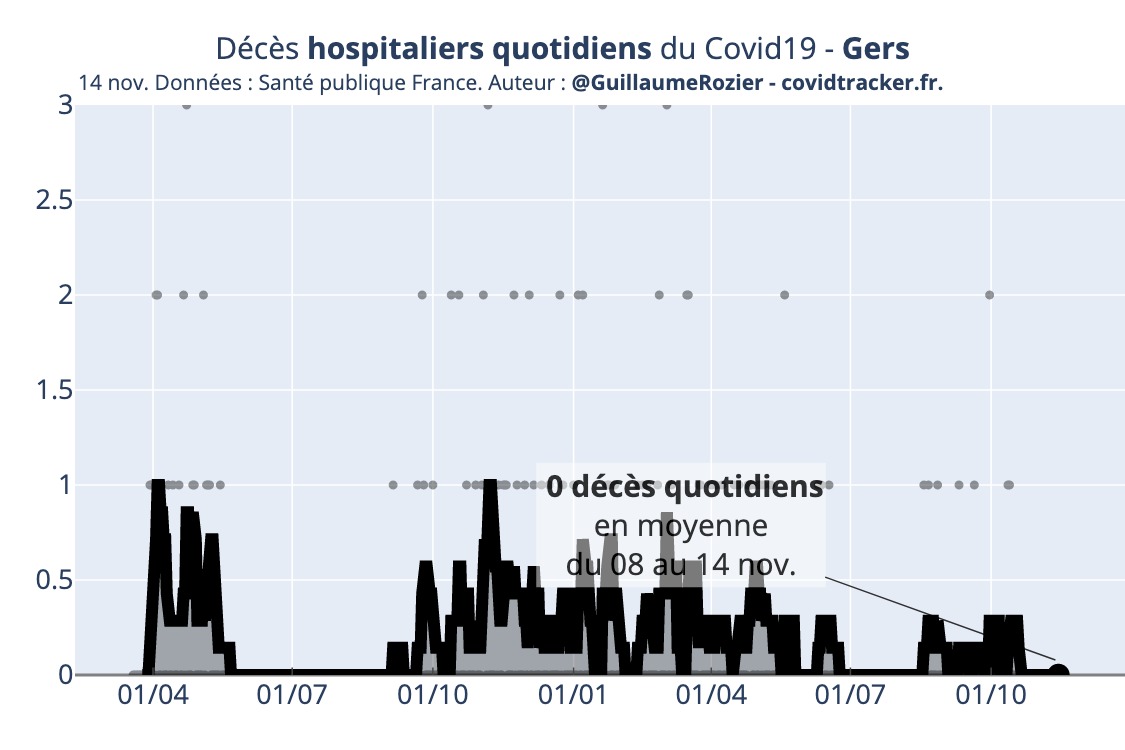 Décès hospitaliers quotidiens du Covid19 - Gers
14 nov. Données : Santé publique France. Auteur : @GuillaumeRozier - covidtracker.fr.
3
2.5
2
1.5
1
0.5
0
0 décès quotidiens
en moyenne
du 08 au 14 nov.
01/04 01/07 01/10 01/01 01/04 01/07 01/10